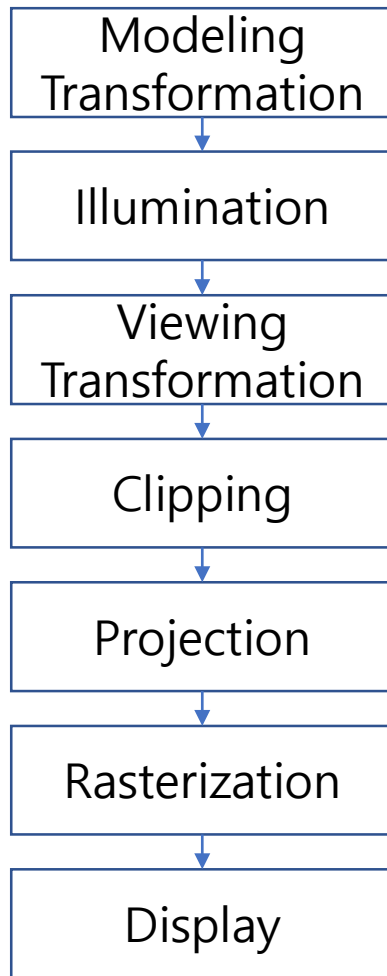 Modeling
Transformation
Illumination
Viewing
Transformation
Clipping
Projection
Rasterization
Display